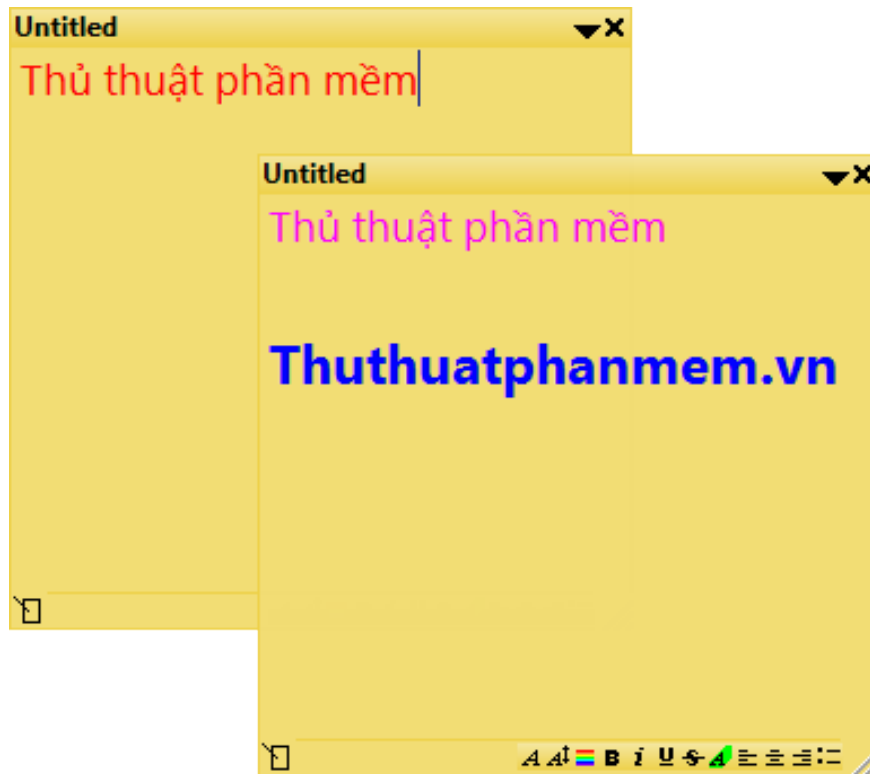 Untitled
Thủ thuật phần mềm
Untitled
Thủ thuật phần mềm
Thuthuatphanmem.vn
A A B i U S A